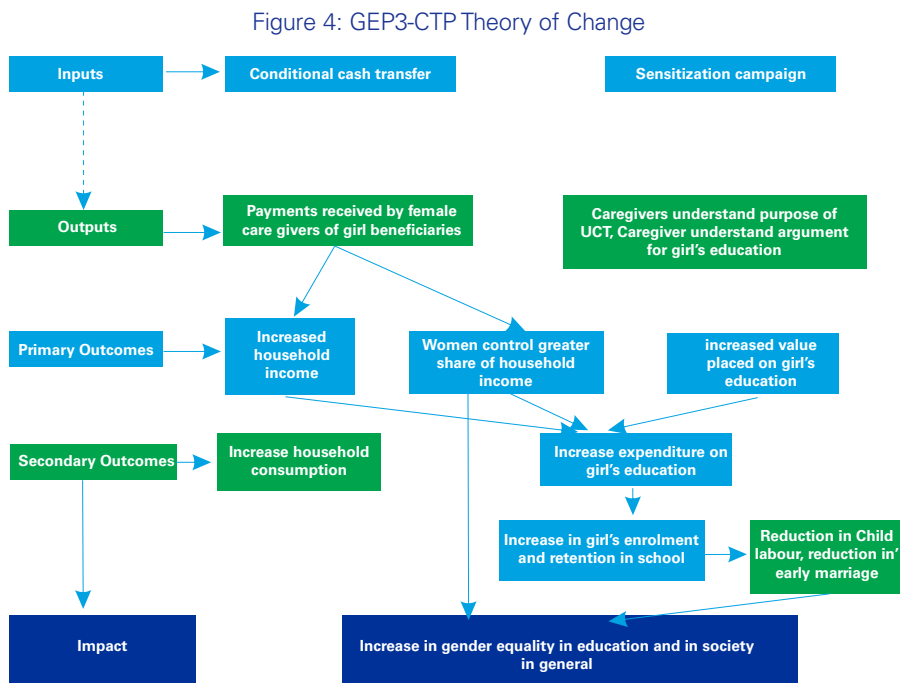 Figure 4: GEP3-CTP Theory of Change
Inputs
Conditional cash transfer
Sensitization campaign
Outputs
Payments received by female
care givers of girl beneficiaries
Caregivers understand purpose of
UCT, Caregiver understand argument
for girl's education
Primary Outcomes
Increased
household
income
Women control greater
share of household
income
increased value
placed on girl's
education
Secondary Outcomes
Increase household
consumption
Increase expenditure on
girl's education
Increase in girl's enrolment
and retention in school
Reduction in Child
labour, reduction in'
early marriage
Impact
Increase in gender equality in education and in society
in general